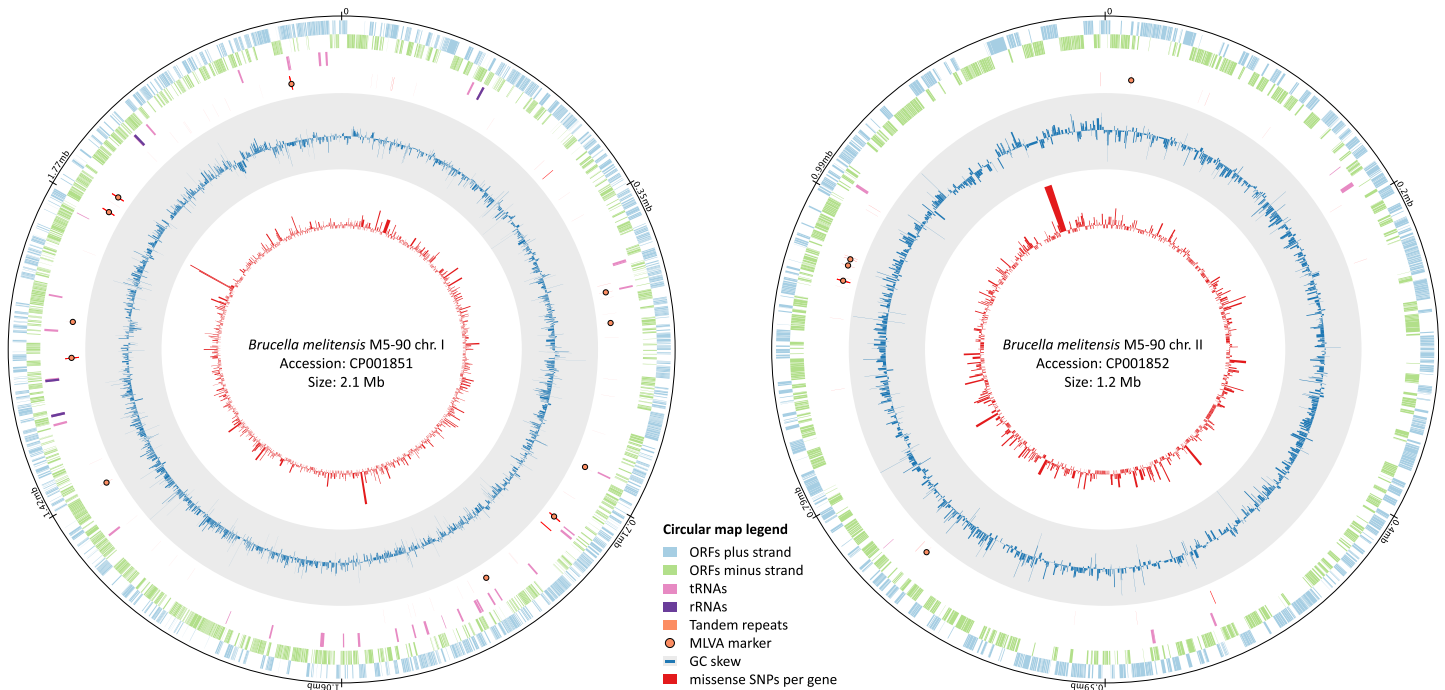 0
0.35mb
0.71mb
1.06mb
1.42mb
1.77mb
Brucella melitensis M5-90 chr. I
Accession: CP001851
Size: 2.1 Mb
0
0.2mb
0.4mb
0.59mb
0.79mb
0.99mb
Brucella melitensis M5-90 chr. II
Accession: CP001852
Size: 1.2 Mb
Circular map legend
ORFs plus strand
ORFs minus strand
tRNAs
rRNAs
Tandem repeats
MLVA marker
GC skew
missense SNPs per gene